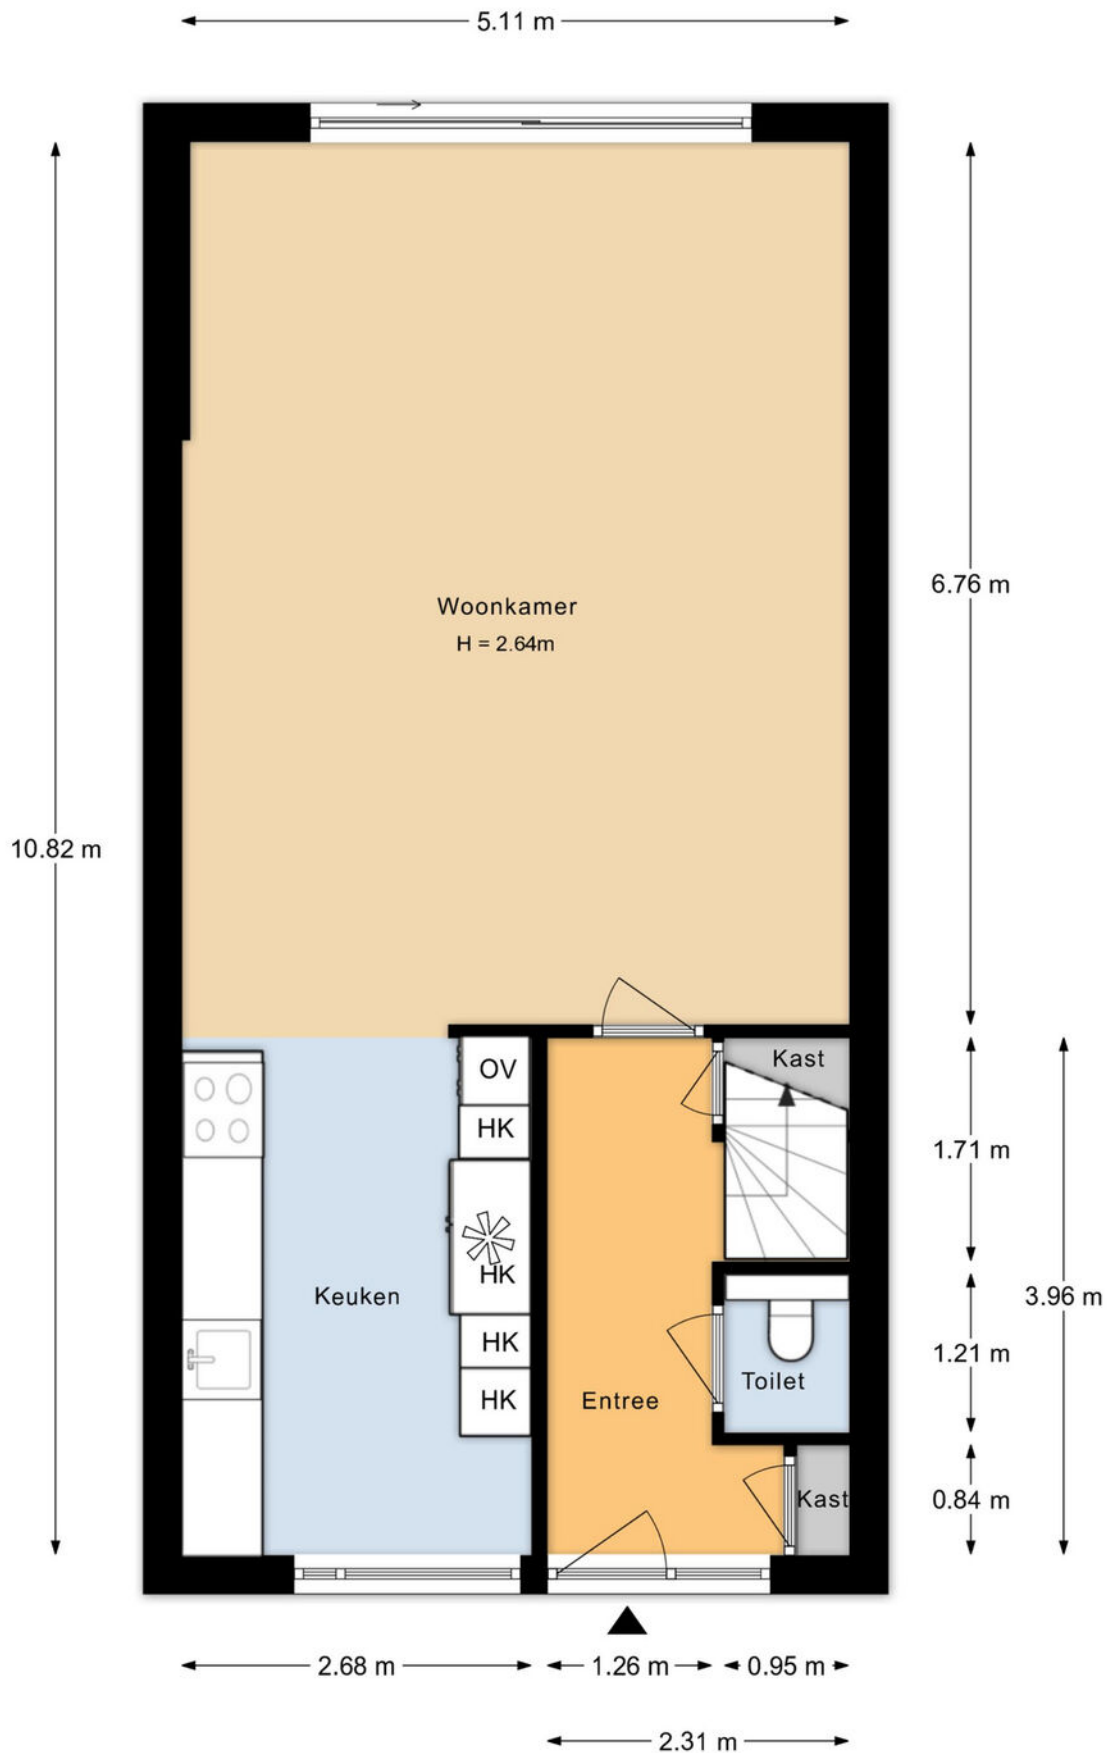 5.11 m
6.76 m
Woonkamer
H = 2.64m
10.82 m
Kast
OV
HK
1.71 m
HK
Keuken
3.96 m
HK
1.21 m
Toilet
HK
Entree
Kast
0.84 m
2.68 m
1.26 m
0.95 m
2.31 m